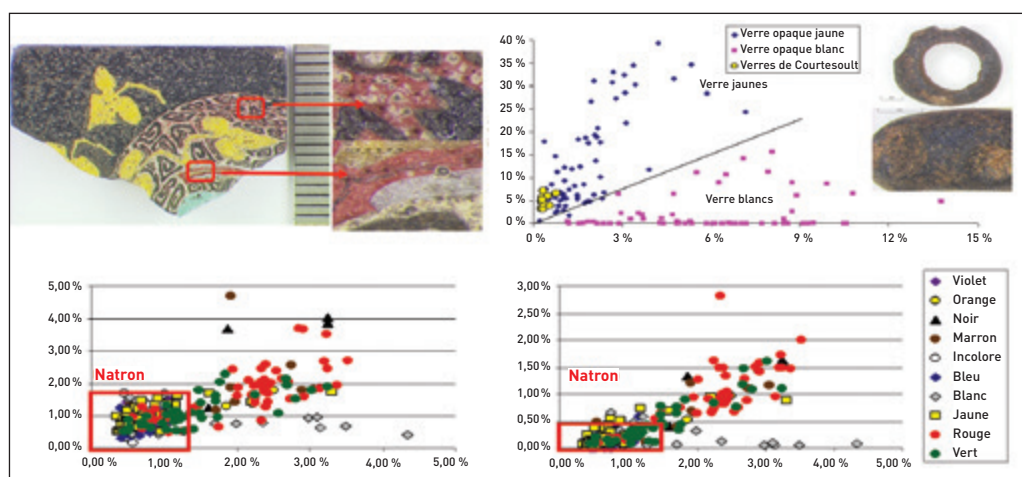 40 %
35 %
30 %
25 %
20 %
15 %
10 %
5 %
0 %
0 %
3 %
6 %
9 %
12 %
15 %
Verre opaque jaune
Verre opaque blanc
Verres de Courtesoult
Verre jaunes
Verre blancs
5,00 %
4,00 %
3,00 %
2,00 %
1,00 %
0,00 %
Natron
0,00 %
1,00 %
2,00 %
3,00 %
4,00 %
5,00 %
3,00 %
2,50 %
2,00 %
1,50 %
1,00 %
0,50 %
0,00 %
Natron
0,00 %
1,00 %
2,00 %
3,00 %
4,00 %
5,00 %
Violet
Orange
Noir
Marron
Incolore
Bleu
Blanc
Jaune
Rouge
Vert